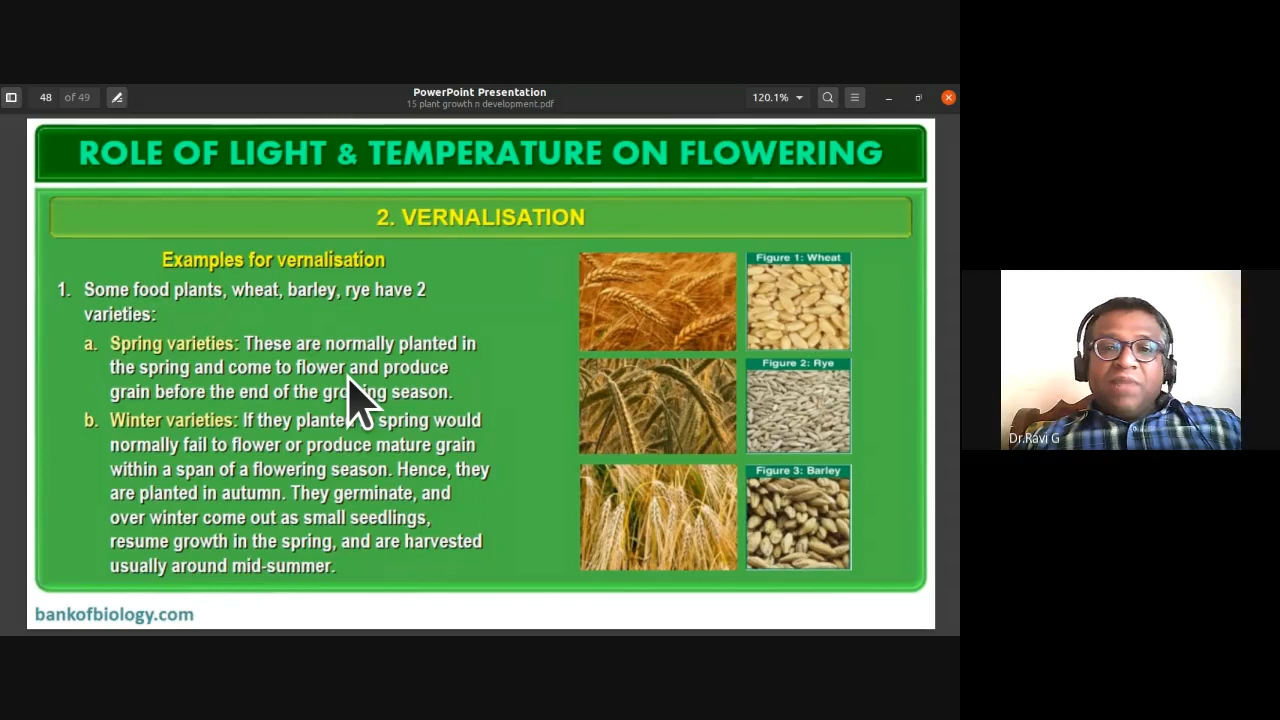 PowerPoint Presentation
48 of 49
15 plant growth n development.pdf
120.1%
ROLE OF LIGHT & TEMPERATURE ON FLOWERING
2. VERNALISATION
Examples for vernalisation
1. Some food plants, wheat, barley, rye have 2
varieties:
a. Spring varieties: These are normally planted in
the spring and come to flower and produce
grain before the end of the growing season.
b. Winter varieties: If they planted spring would
normally fail to flower or produce mature grain
within a span of a flowering season. Hence, they
are planted in autumn. They germinate, and
over winter come out as small seedlings,
resume growth in the spring, and are harvested
usually around mid-summer.
Figure 1: Wheat
Figure 2: Rye
Figure 3: Barley
bankofbiology.com
Dr.Ravi G